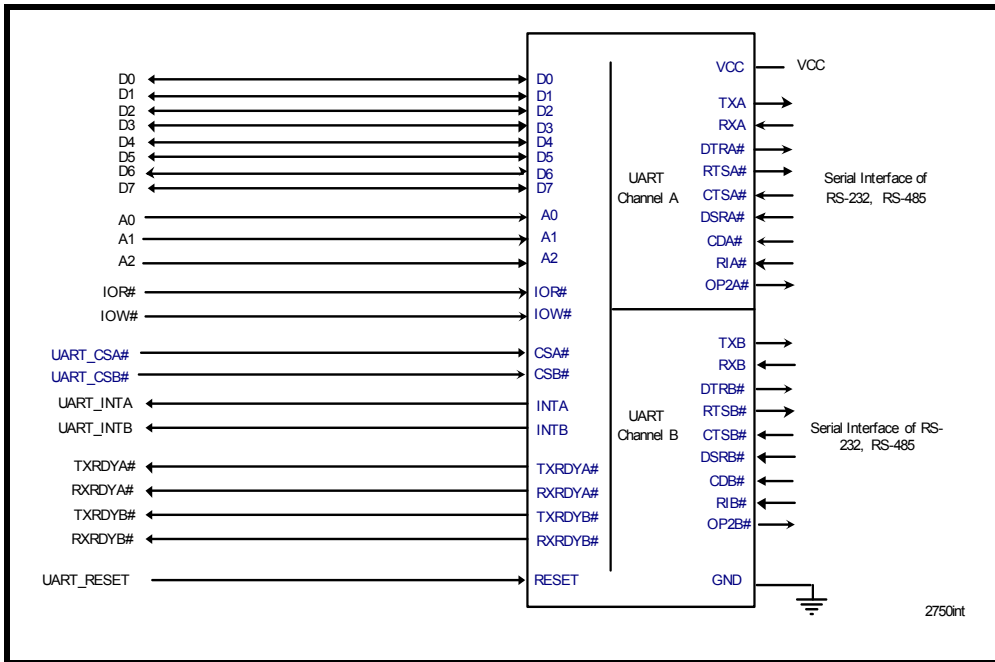 D0
D1
D2
D3
D4
D5
D6
D7
A0
A1
A2
IOR#
IOW#
UART_CSA#
UART_CSB#
UART_INTA
UART_INTB
TXRDYA#
RXRDYA#
TXRDYB#
RXRDYB#
UART_RESET
D0
D1
D2
D3
D4
D5
D6
D7
A0
A1
A2
IOR#
IOW#
CSA#
CSB#
INTA
INTB
TXRDYA#
RXRDYA#
TXRDYB#
RXRDYB#
RESET
UART
Channel A
UART
Channel B
VCC
TXA
RXA
DTRA#
RTSA#
CTSA#
DSRA#
CDA#
RIA#
OP2A#
TXB
RXB
DTRB#
RTSB#
CTSB#
DSRB#
CDB#
RIB#
OP2B#
GND
VCC
Serial Interface of
RS-232, RS-485
Serial Interface of RS-
232, RS-485
2750int